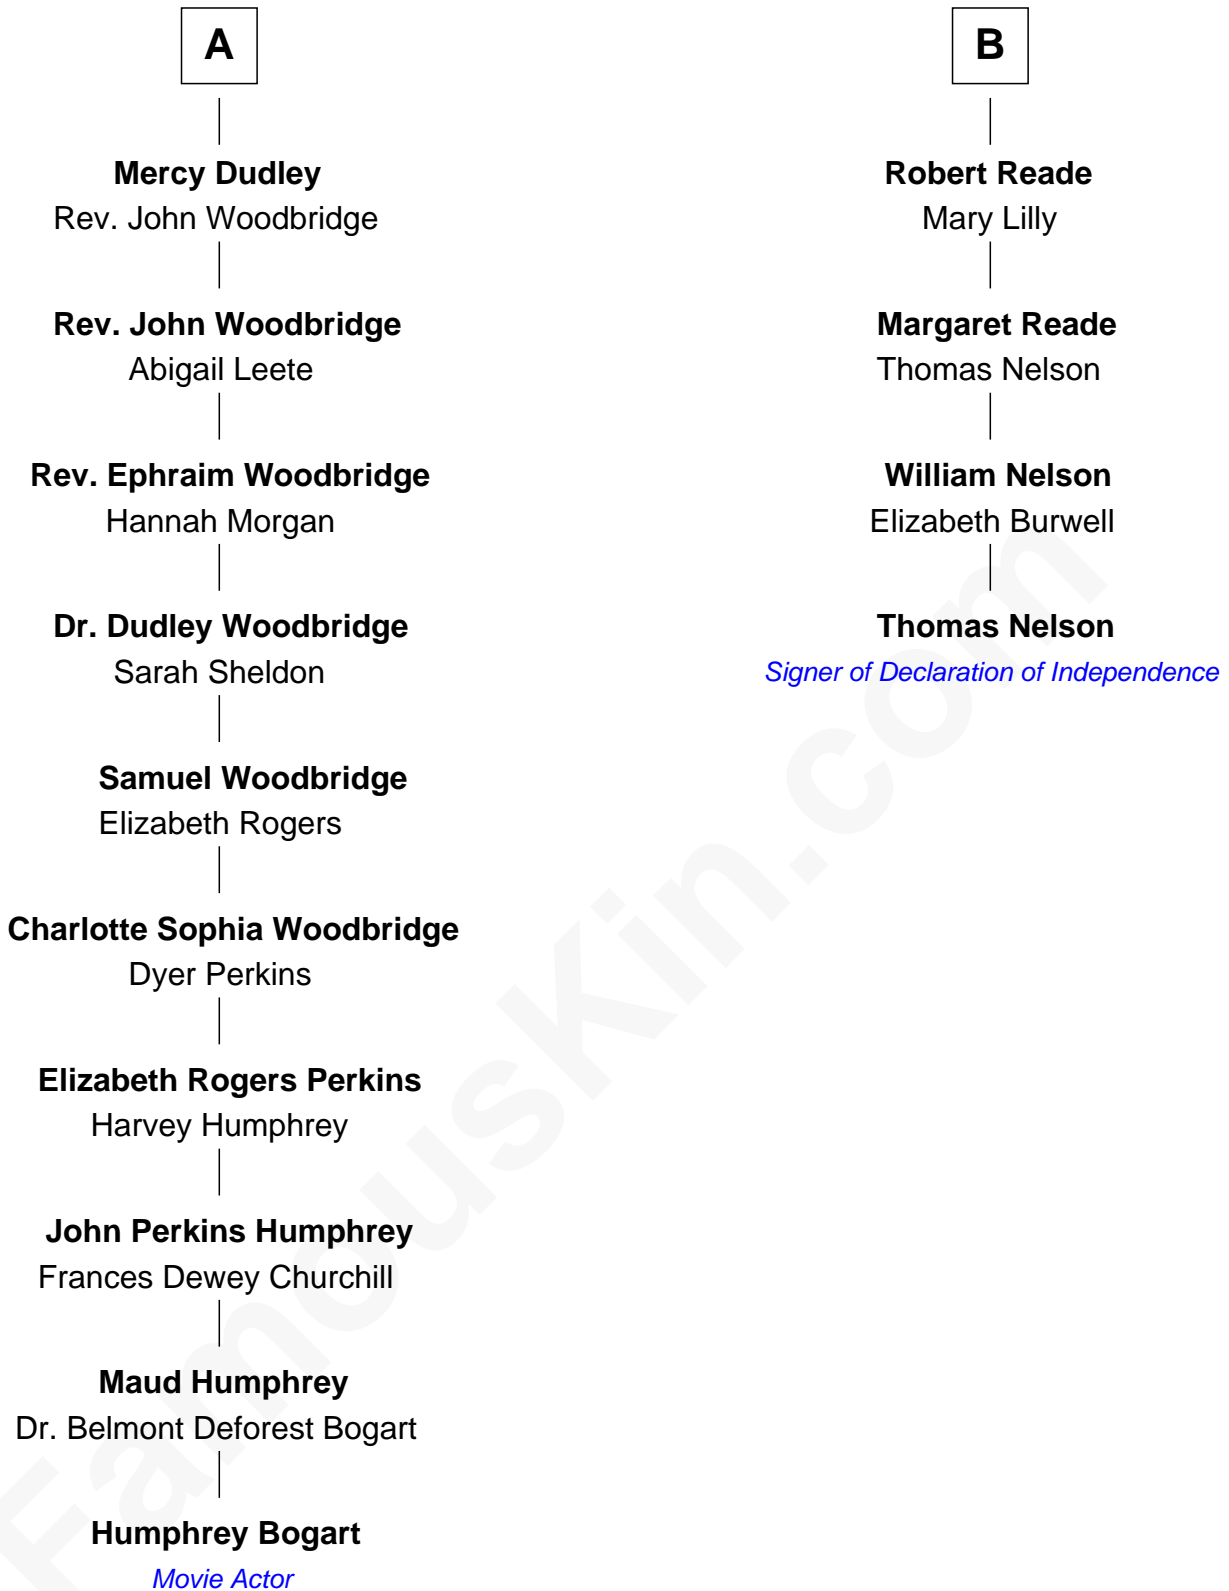 A
Mercy Dudley
Rev. John Woodbridge
Rev. John Woodbridge
Abigail Leete
Rev. Ephraim Woodbridge
Hannah Morgan
Dr. Dudley Woodbridge
Sarah Sheldon
Samuel Woodbridge
Elizabeth Rogers
Charlotte Sophia Woodbridge
Dyer Perkins
Elizabeth Rogers Perkins
Harvey Humphrey
John Perkins Humphrey
Frances Dewey Churchill
Maud Humphrey
Dr. Belmont Deforest Bogart
Humphrey Bogart
Movie Actor
B
Robert Reade
Mary Lilly
Margaret Reade
Thomas Nelson
William Nelson
Elizabeth Burwell
Thomas Nelson
Signer of Declaration of Independence
FamousKin.com